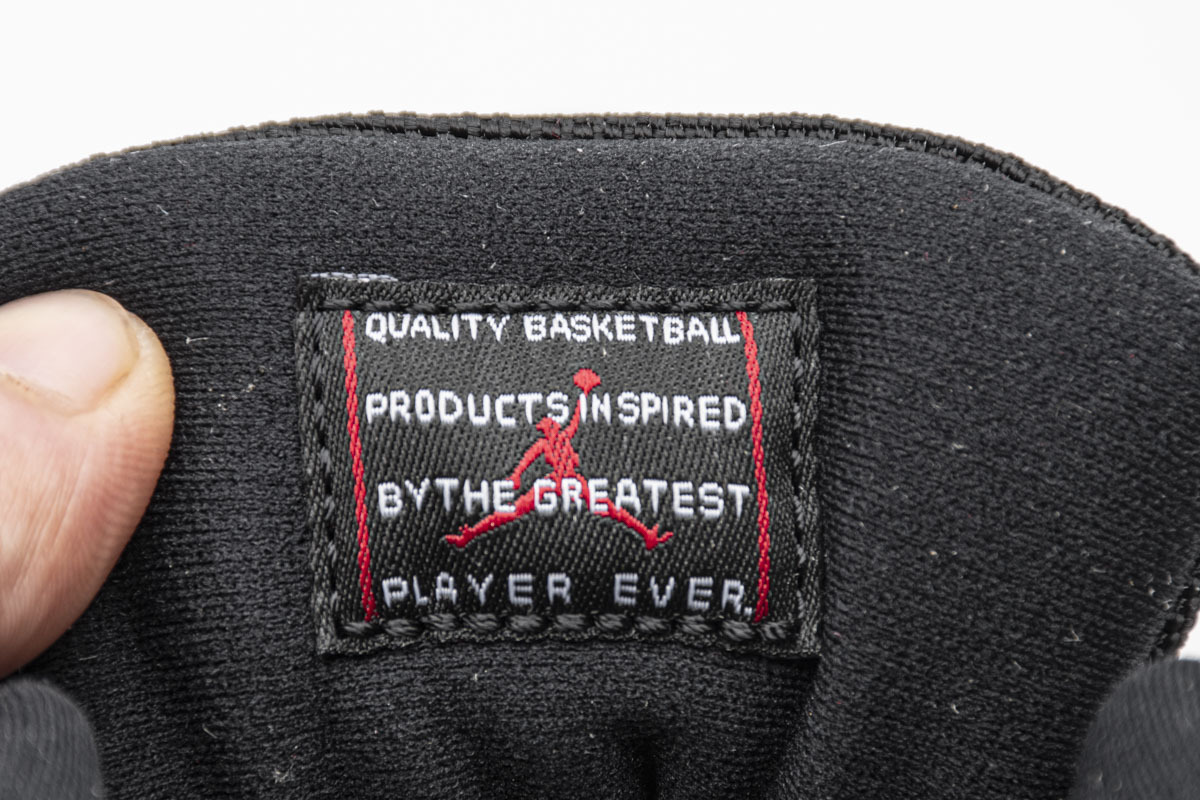 QUALITY BASKETBALL
PRODUCTS INSPIRED
BY THE GREATEST
PLAYER EVER.